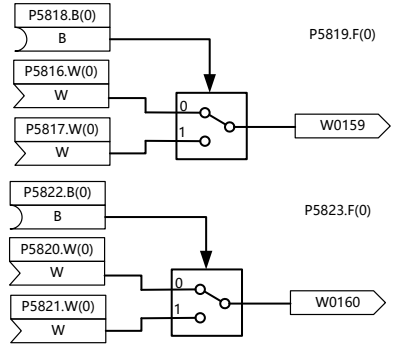 P5818.B(0)
B
P5819.F(0)
P5816.W(0)
W
0
P5817.W(0)
1
W
W0159
P5822.B(0)
B
P5823.F(0)
P5820.W(0)
W
0
P5821.W(0)
1
W
W0160